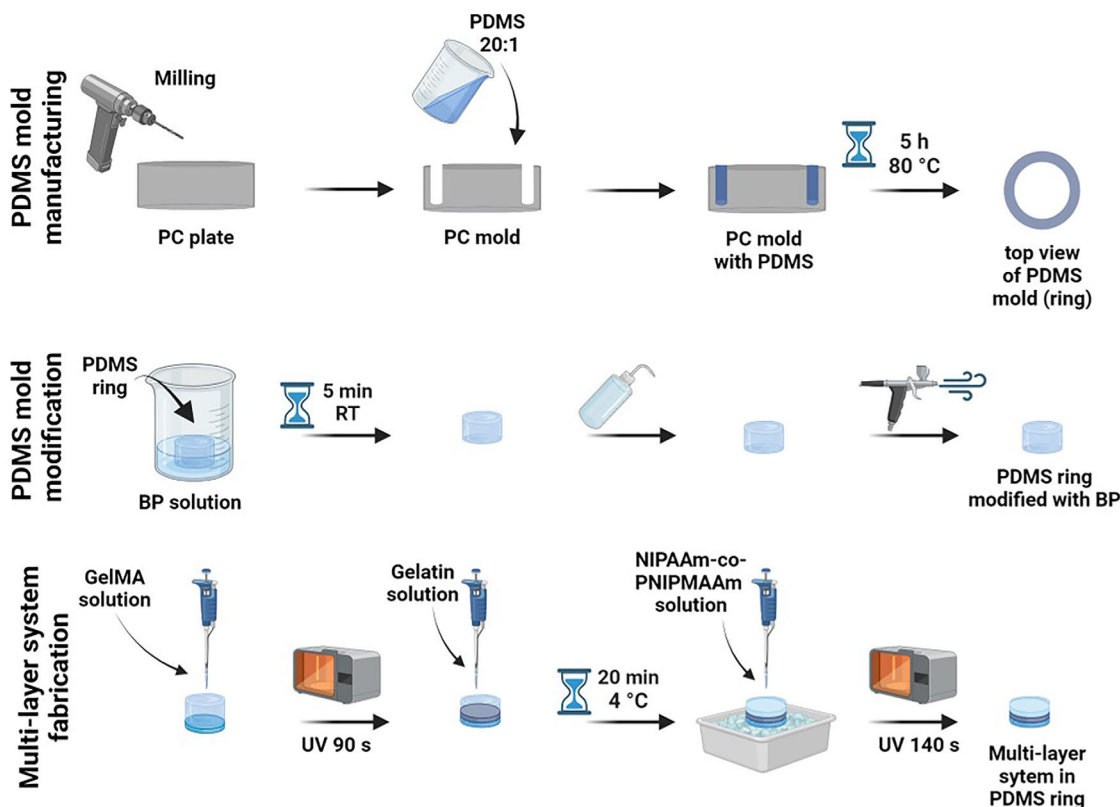 PDMS mold
manufacturing
Milling
PC plate
PDMS
20:1
PC mold
PC mold
with PDMS
5 h
80 °C
top view
of PDMS
mold (ring)
PDMS mold
modification
PDMS
ring
BP solution
5 min
RT
PDMS ring
modified with BP
Multi-layer system
fabrication
GelMA
solution
UV 90 s
Gelatin
solution
20 min
4 °C
NIPAAm-co-
PNIPMAAm
solution
UV 140 s
Multi-layer
sytem in
PDMS ring